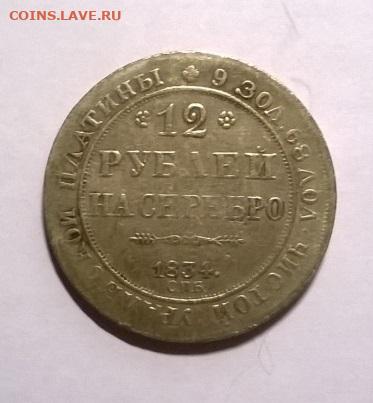 COINS.LAVE.RU
12
РУБЛЕЙ
НА СЕРЕБРО
1834.
СПБ
9 ЗОЛ. 68 ДОЛ. ЧИСТОЙ УРАЛЬСКОЙ ПЛАТИНЫ